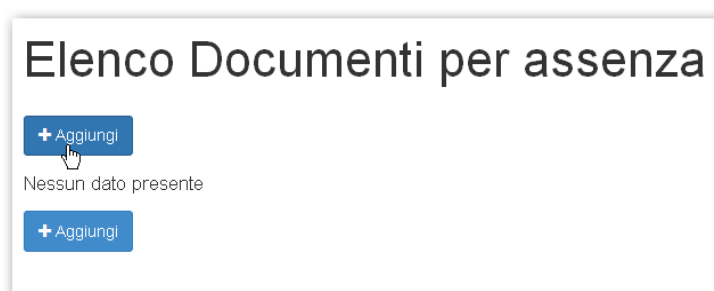 Elenco Documenti per assenza
+ Aggiungi
Nessun dato presente
+ Aggiungi